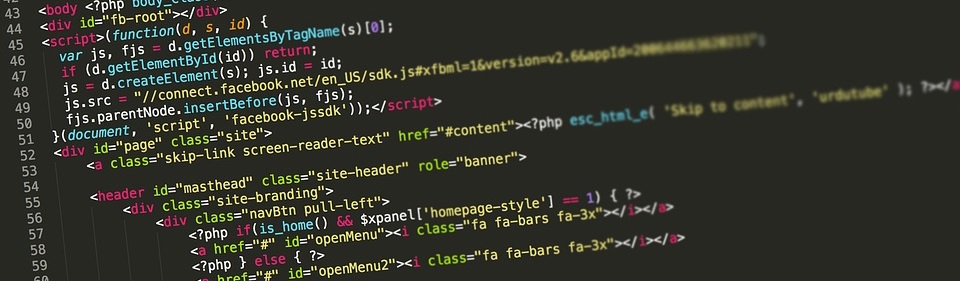 43 <body <?php body_clas
44 <div id="fb-root"></div>
45 <script>(function(d, s, id) {
46 var js, fjs = d.getElementsByTagName(s)[0];
47 if (d.getElementById(id)) return;
48 js = d.createElement(s); js.id = id;
49 js.src = "//connect.facebook.net/en_US/sdk.js#xfbml=1&version=v2.6&appId=
50 fjs.parentNode.insertBefore(js, fjs);
51 }(document, 'script', 'facebook-jssdk'));</script>
52 <div id="page" class="site">
53 <a class="skip-link screen-reader-text" href="#content"><?php esc_html_e( 'Skip to content', 'urdutube' ); ?></a
54
55 <header id="masthead" class="site-header" role="banner">
56 <div class="site-branding">
57 <div class="navBtn pull-left">
58 <?php if(is_home() && $xpanel['homepage-style'] == 1) { ?>
59 <a href="#" id="openMenu"><i class="fa fa-bars fa-3x"></i></a>
60 <?php } else { ?>
<a href="#" id="openMenu2"><i class="fa fa-bars fa-3x"></i></a>